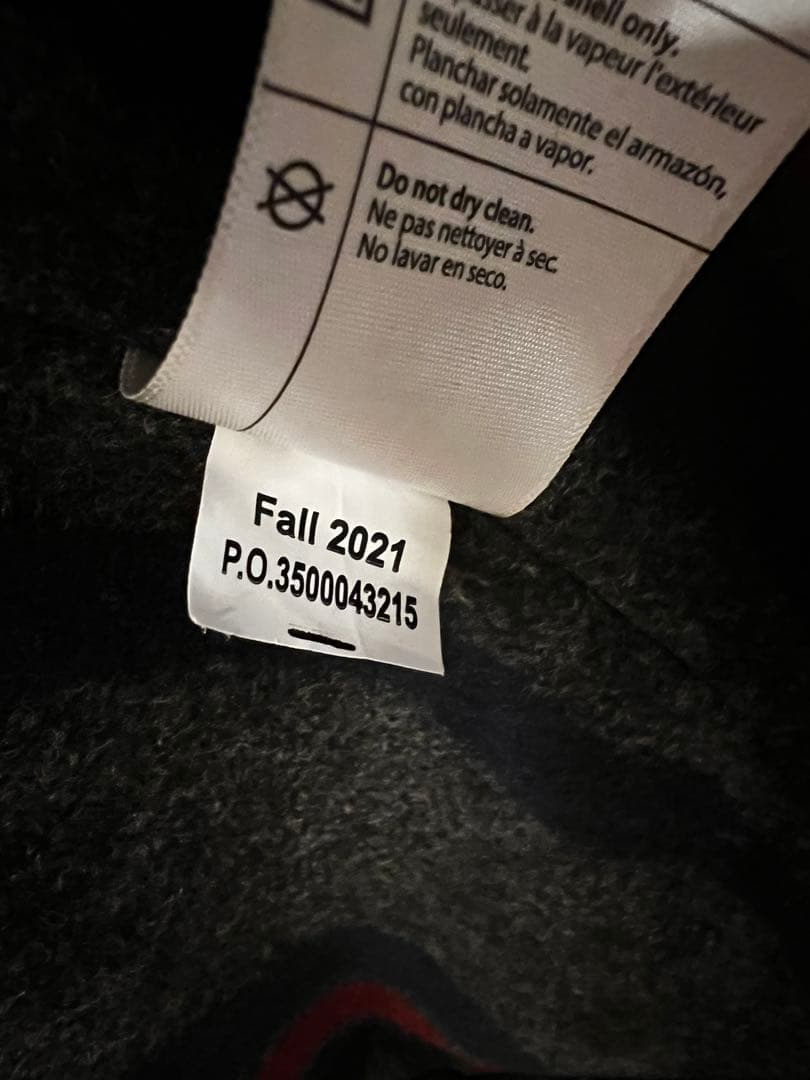 shell only.
à la vapeur l'extérieur
seulement.
Planchar solamente el armazón,
con plancha a vapor.
Do not dry clean.
Ne pas nettoyer à sec.
No lavar en seco.
Fall 2021
P.O.3500043215